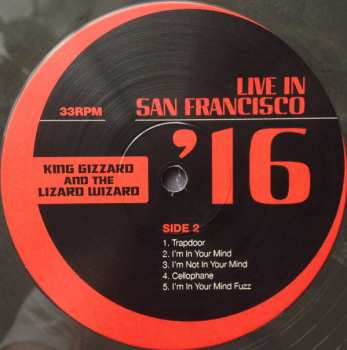 LIVE IN
SAN FRANCISCO
33RPM
'16
KING GIZZARD
AND THE
LIZARD WIZARD
SIDE 2
1. Trapdoor
2. I'm In Your Mind
3. I'm Not In Your Mind
4. Cellophane
5. I'm In Your Mind Fuzz